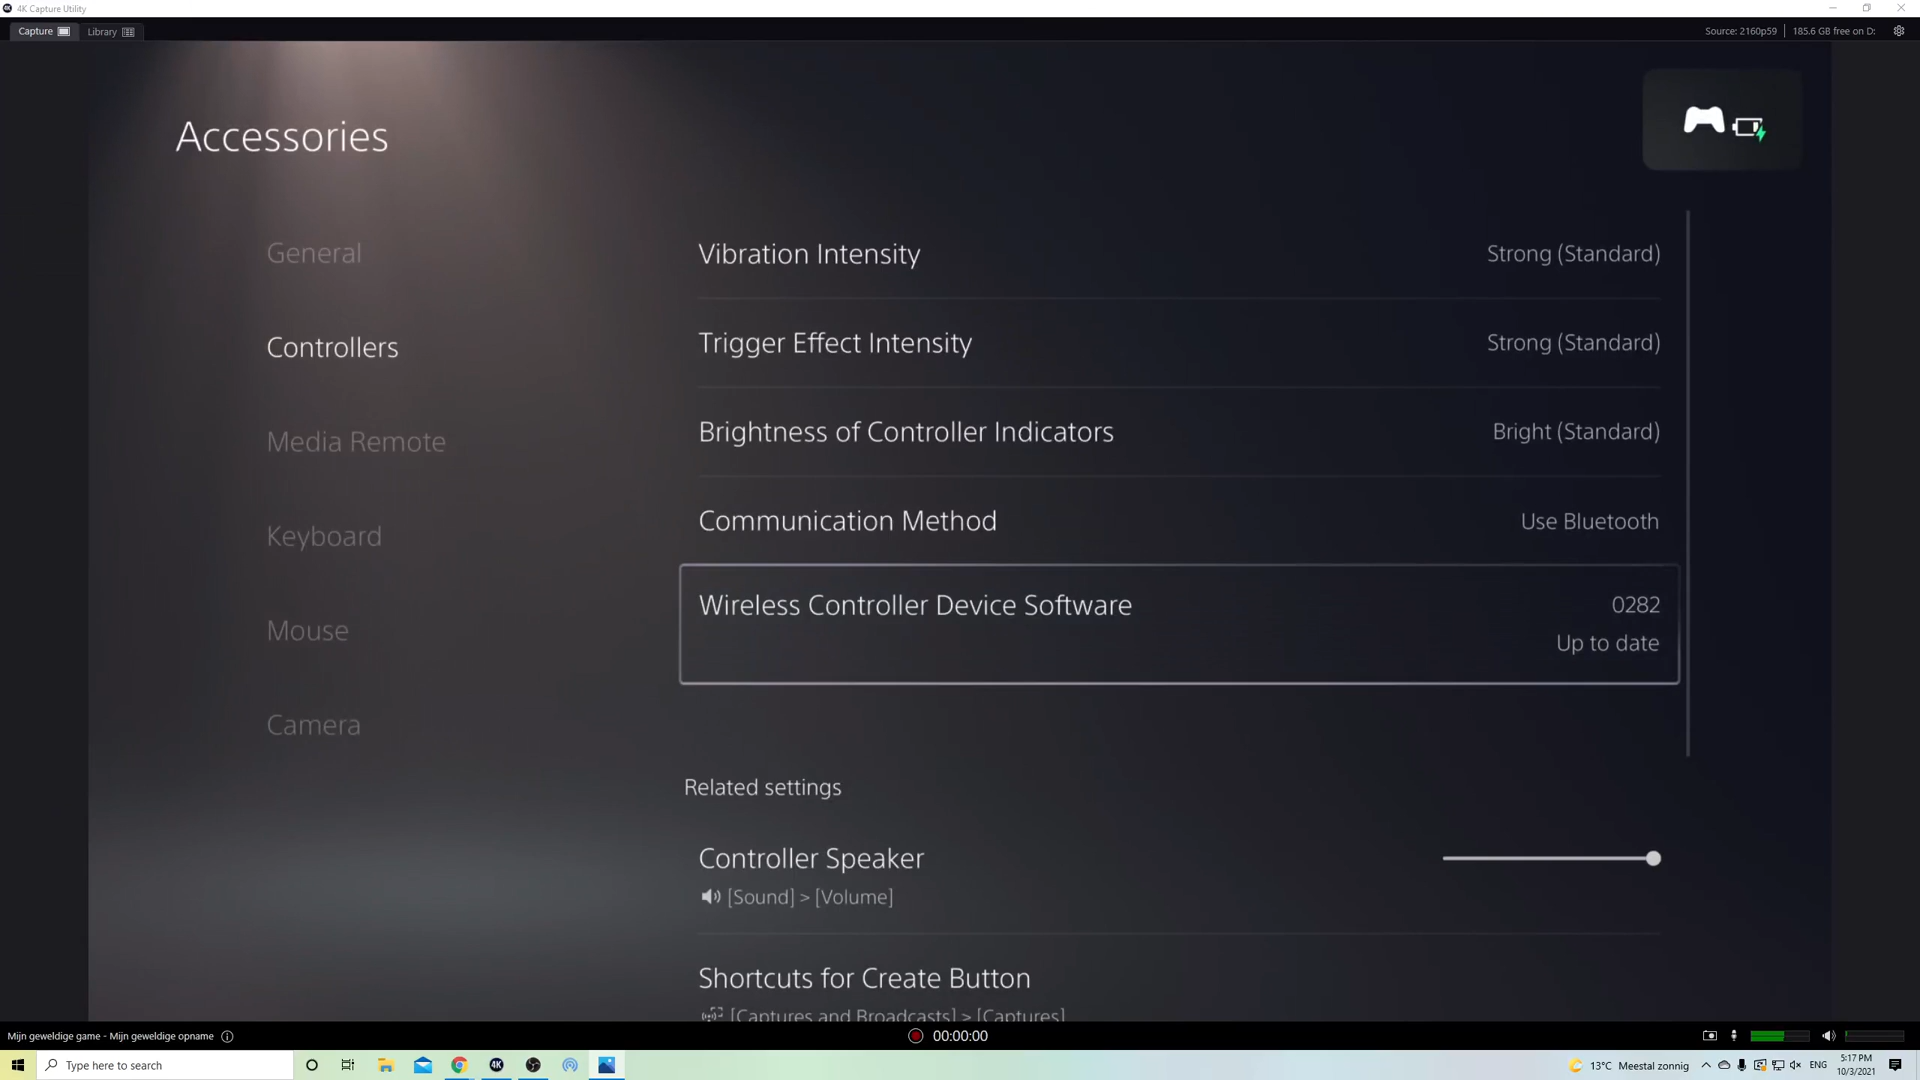 4K Capture Utility
Capture
Library
Source: 2160p59
185.6 GB free on D:
Accessories
General
Controllers
Media Remote
Keyboard
Mouse
Camera
Vibration Intensity
Strong (Standard)
Trigger Effect Intensity
Strong (Standard)
Brightness of Controller Indicators
Bright (Standard)
Communication Method
Use Bluetooth
Wireless Controller Device Software
0282
Up to date
Related settings
Controller Speaker
[Sound] > [Volume]
Shortcuts for Create Button
[Captures and Broadcasts] > [Captures]
Mijn geweldige game - Mijn geweldige opname
00:00:00
Type here to search
4K
13°C Meestal zonnig
ENG
5:17 PM
10/3/2021